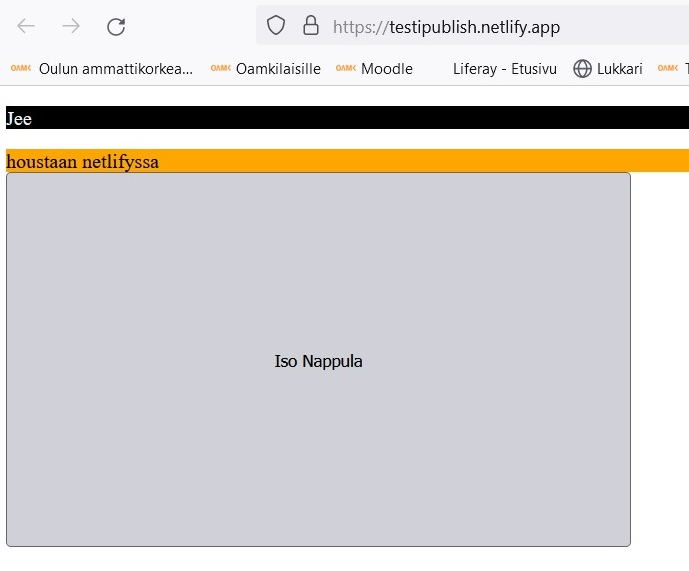 https://testipublish.netlify.app
OAMK Oulun ammattikorkea... OAMK Oamkilaisille OAMK Moodle Liferay - Etusivu Lukkari OAMK T
Jee
houstaan netlifyssa
Iso Nappula